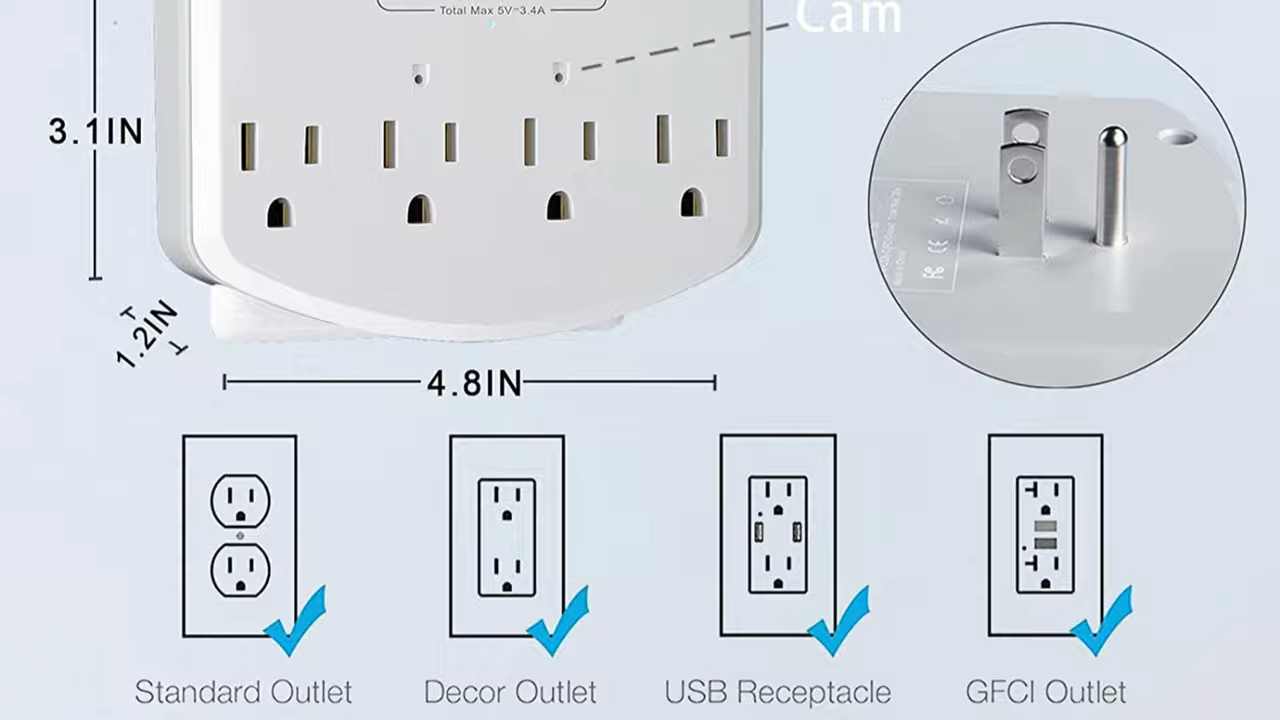 Total Max 5V⎓3.4A
Cam
3.1IN
1.2IN
4.8IN
Standard Outlet
Decor Outlet
USB Receptacle
GFCI Outlet